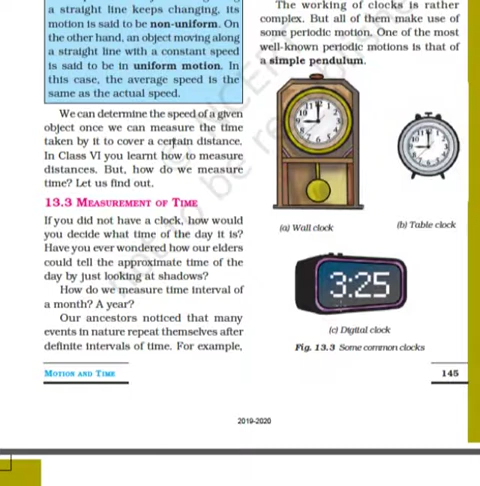 a straight line keeps changing, its
motion is said to be non-uniform. On
the other hand, an object moving along
a straight line with a constant speed
is said to be in uniform motion. In
this case, the average speed is the
same as the actual speed.
We can determine the speed of a given
object once we can measure the time
taken by it to cover a certain distance.
In Class VI you learnt how to measure
distances. But, how do we measure
time? Let us find out.
13.3 MEASUREMENT OF TIME
If you did not have a clock, how would
you decide what time of the day it is?
Have you ever wondered how our elders
could tell the approximate time of the
day by just looking at shadows?
How do we measure time interval of
a month? A year?
Our ancestors noticed that many
events in nature repeat themselves after
definite intervals of time. For example,
The working of clocks is rather
complex. But all of them make use of
some periodic motion. One of the most
well-known periodic motions is that of
a simple pendulum.
(a) Wall clock
(b) Table clock
3:25
(c) Digital clock
Fig. 13.3 Some common clocks
MOTION AND TIME
145
2019-2020